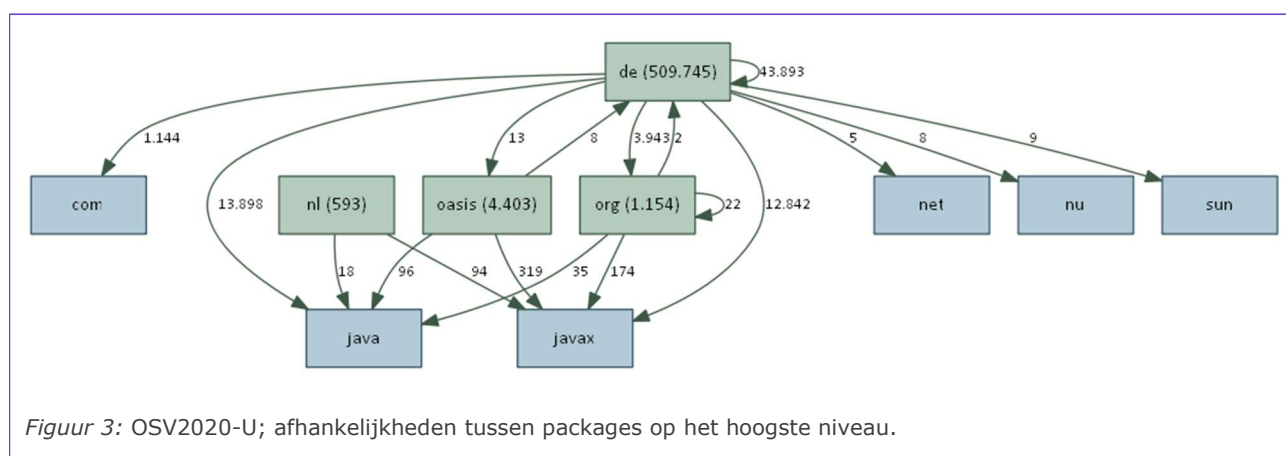 de (509.745)
43.893
1.144
13
8
3.943
2
5
8
9
com
nl (593)
oasis (4.403)
org (1.154)
net
nu
sun
13.898
22
12.842
18
96
94
319
35
174
java
javax
Figuur 3: OSV2020-U; afhankelijkheden tussen packages op het hoogste niveau.